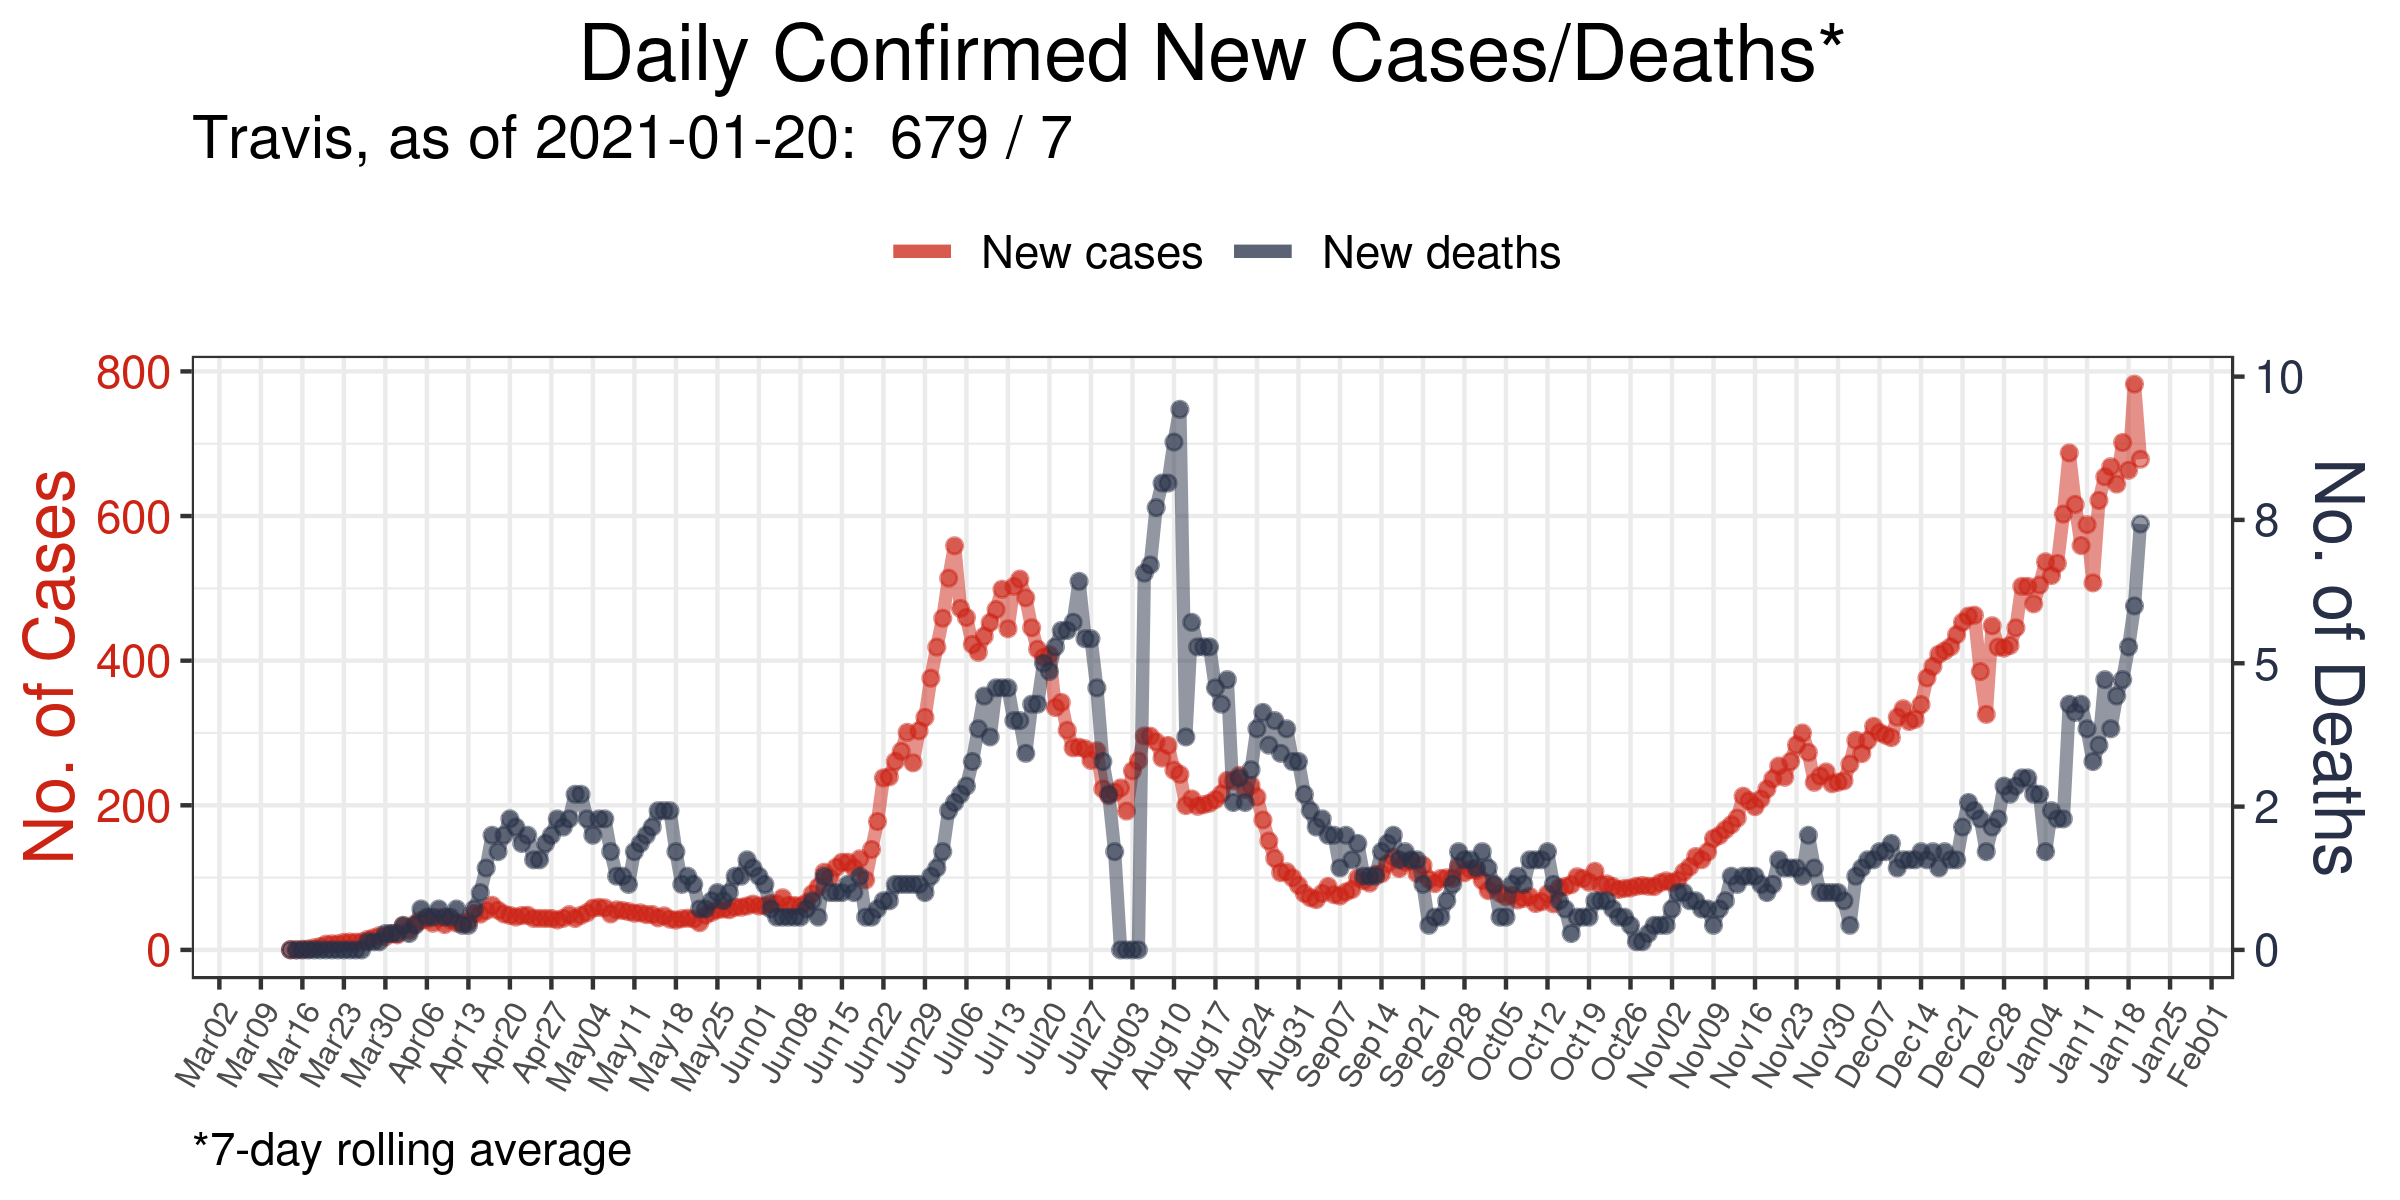 Daily Confirmed New Cases/Deaths*
Travis, as of 2021-01-20:  679 / 7
New cases
New deaths
No. of Cases
800
600
400
200
0
10
8
5
2
0
No. of Deaths
Mar02
Mar09
Mar16
Mar23
Mar30
Apr06
Apr13
Apr20
Apr27
May04
May11
May18
May25
Jun01
Jun08
Jun15
Jun22
Jun29
Jul06
Jul13
Jul20
Jul27
Aug03
Aug10
Aug17
Aug24
Aug31
Sep07
Sep14
Sep21
Sep28
Oct05
Oct12
Oct19
Oct26
Nov02
Nov09
Nov16
Nov23
Nov30
Dec07
Dec14
Dec21
Dec28
Jan04
Jan11
Jan18
Jan25
Feb01
*7-day rolling average